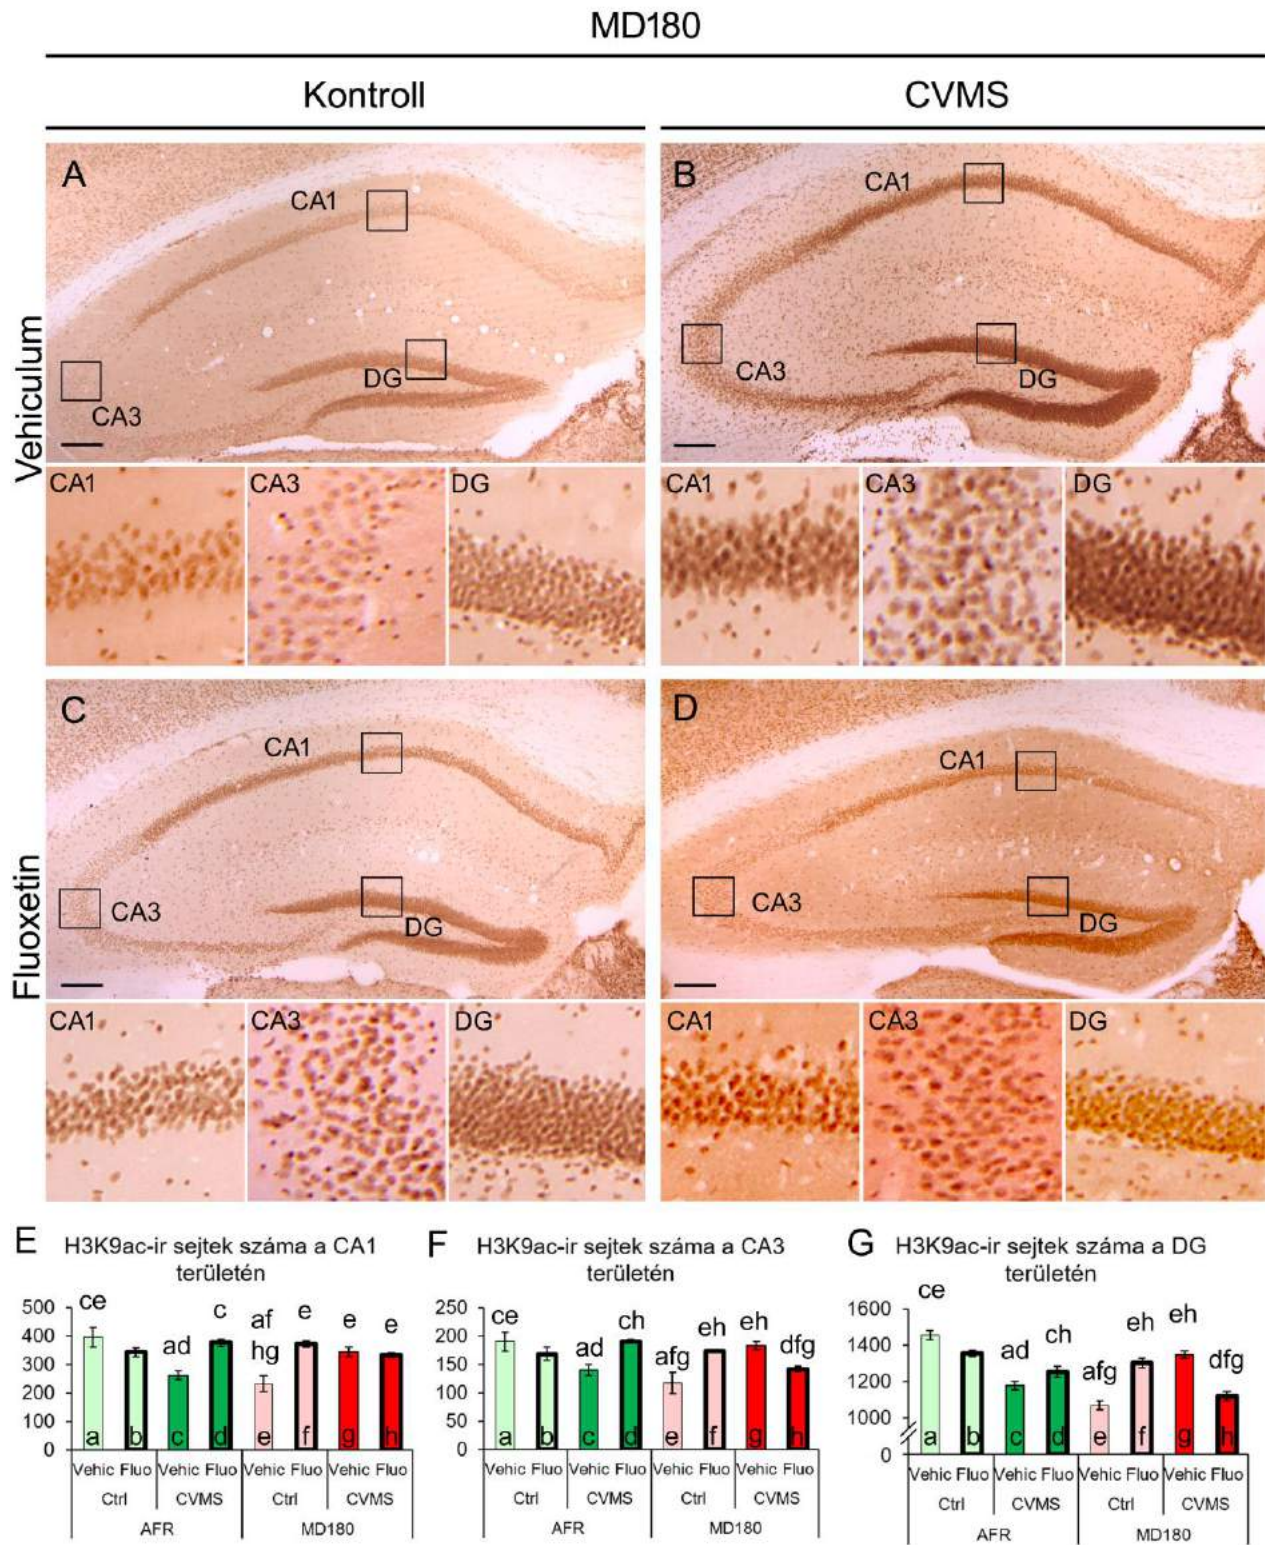 MD180
Kontroll
CVMS
Vehiculum
A
CA1
CA3
DG
B
CA1
CA3
DG
CA1
CA3
DG
CA1
CA3
DG
Fluoxetin
C
CA1
CA3
DG
D
CA1
CA3
DG
CA1
CA3
DG
CA1
CA3
DG
E
H3K9ac-ir sejtek száma a CA1
területén
500
400
300
200
100
0
ce
ad
c
af
hg
e
e
e
a b c d e f g h
Vehic Fluo Vehic Fluo Vehic Fluo Vehic Fluo
Ctrl CVMS Ctrl CVMS
AFR MD180
F
H3K9ac-ir sejtek száma a CA3
területén
250
200
150
100
50
0
ce
ad
ch
afg
eh
eh
dfg
a b c d e f g h
Vehic Fluo Vehic Fluo Vehic Fluo Vehic Fluo
Ctrl CVMS Ctrl CVMS
AFR MD180
G
H3K9ac-ir sejtek száma a DG
területén
1600
1400
1200
1000
0
ce
ad
ch
afg
eh
eh
dfg
a b c d e f g h
Vehic Fluo Vehic Fluo Vehic Fluo Vehic Fluo
Ctrl CVMS Ctrl CVMS
AFR MD180